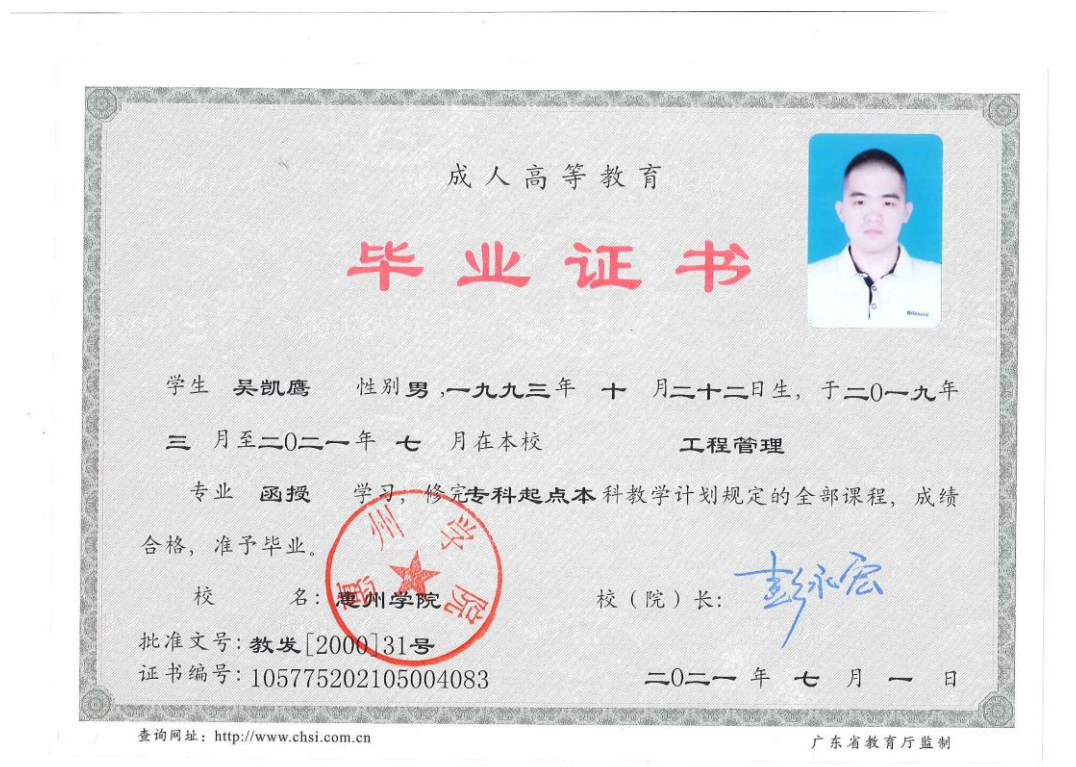 成人高等教育
毕业证书
学生 吴凯鹰 性别男,一九九三年 十 月二十二日生，于二0一九年
三 月至二0二一年 七 月在本校 工程管理
专业 函授 学习，修完专科起点本科教学计划规定的全部课程，成绩
合格，准予毕业。
惠州学院
校 名：惠州学院 校（院）长：彭永宏
批准文号：教发[2000]31号
证书编号：105775202105004083 二0二一 年 七 月 一 日
查询网址：http://www.chsi.com.cn 广东省教育厅监制